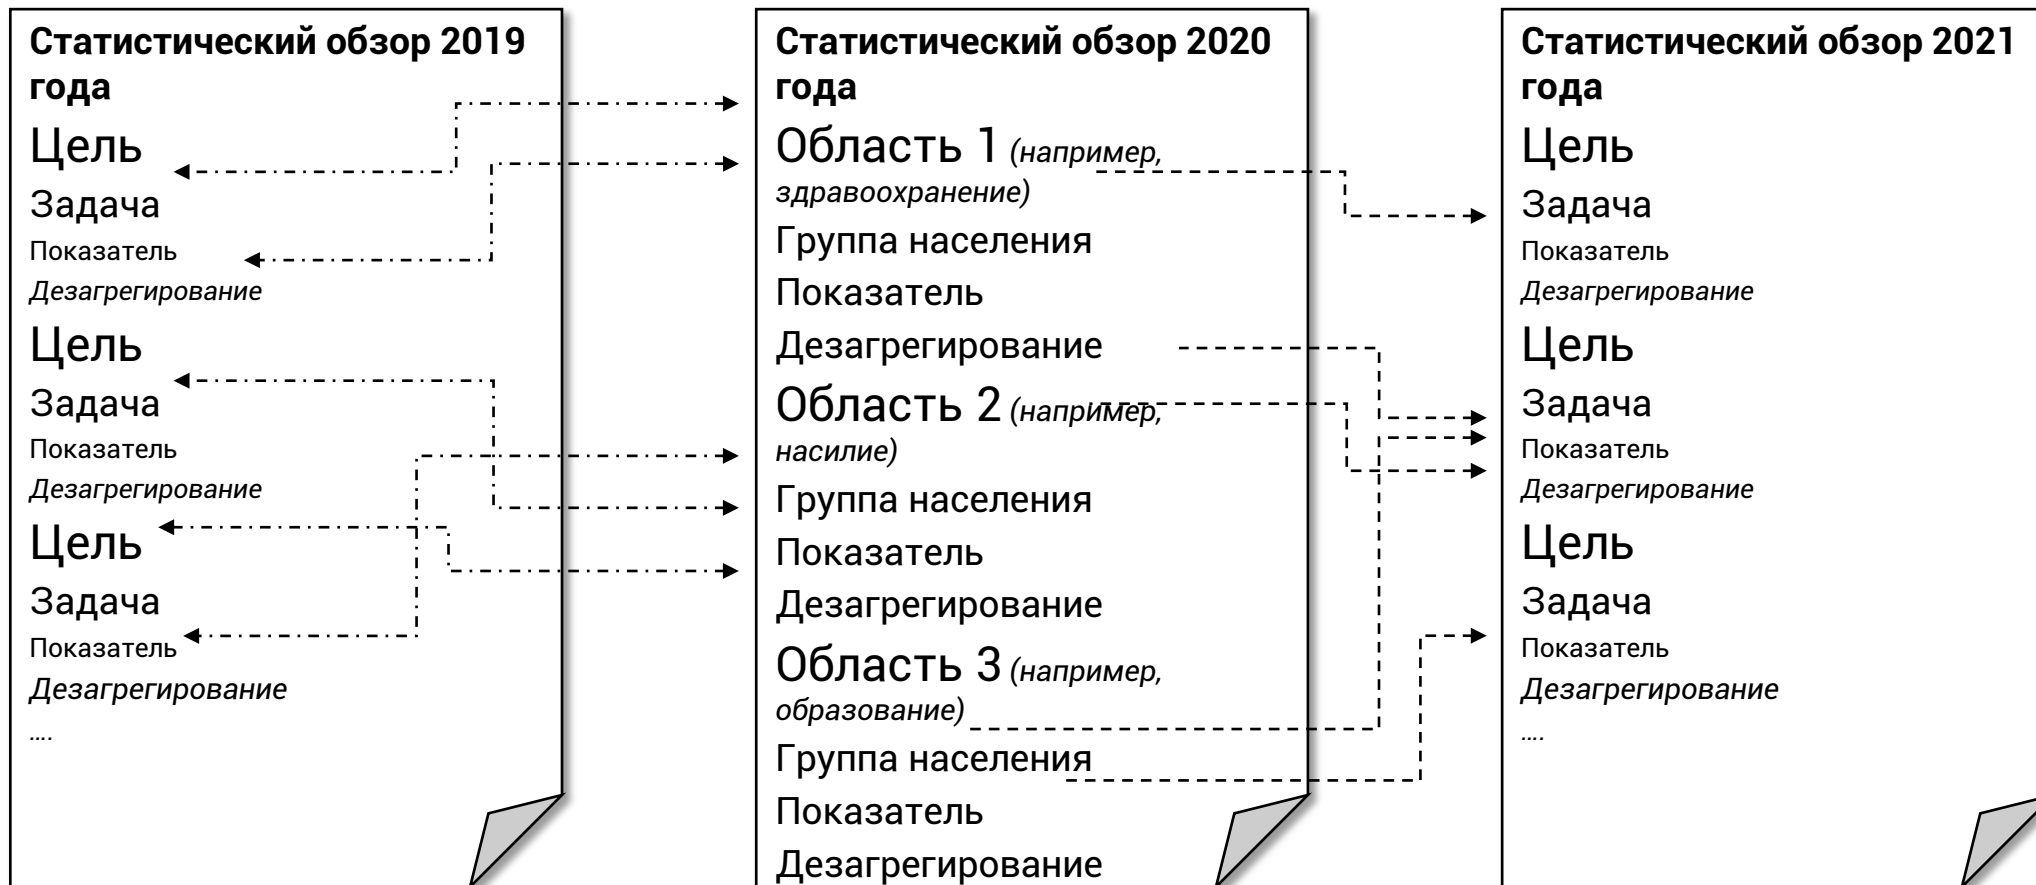 Статистический обзор 2019
года
Цель
Задача
Показатель
Дезагрегирование
Цель
Задача
Показатель
Дезагрегирование
Цель
Задача
Показатель
Дезагрегирование
....
Статистический обзор 2020
года
Область 1 (например,
здравоохранение)
Группа населения
Показатель
Дезагрегирование
Область 2 (например,
насилие)
Группа населения
Показатель
Дезагрегирование
Область 3 (например,
образование)
Группа населения
Показатель
Дезагрегирование
Статистический обзор 2021
года
Цель
Задача
Показатель
Дезагрегирование
Цель
Задача
Показатель
Дезагрегирование
Цель
Задача
Показатель
Дезагрегирование
....